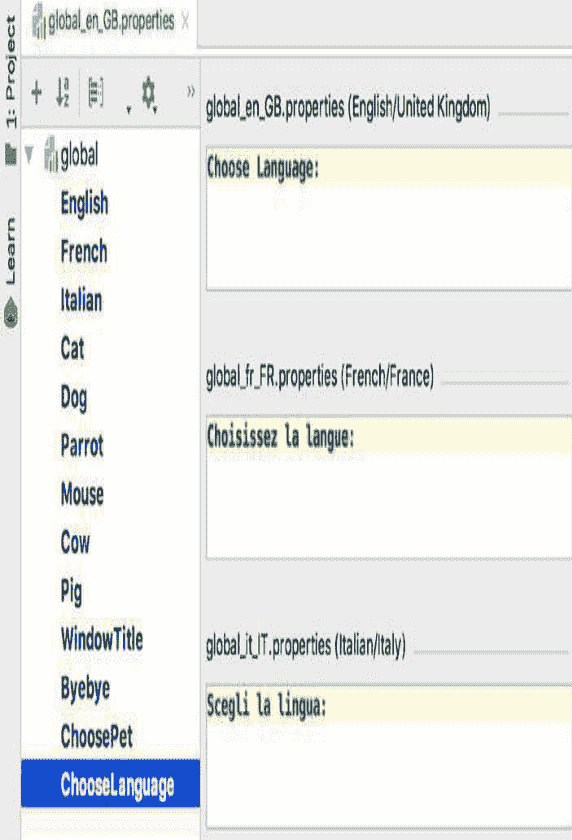 global_en_GB.properties
1: Project
Learn
global
English
French
Italian
Cat
Dog
Parrot
Mouse
Cow
Pig
WindowTitle
Byebye
ChoosePet
ChooseLanguage
global_en_GB.properties (English/United Kingdom)
Choose Language:
global_fr_FR.properties (French/France)
Choisissez la langue:
global_it_IT.properties (Italian/Italy)
Scegli la lingua: